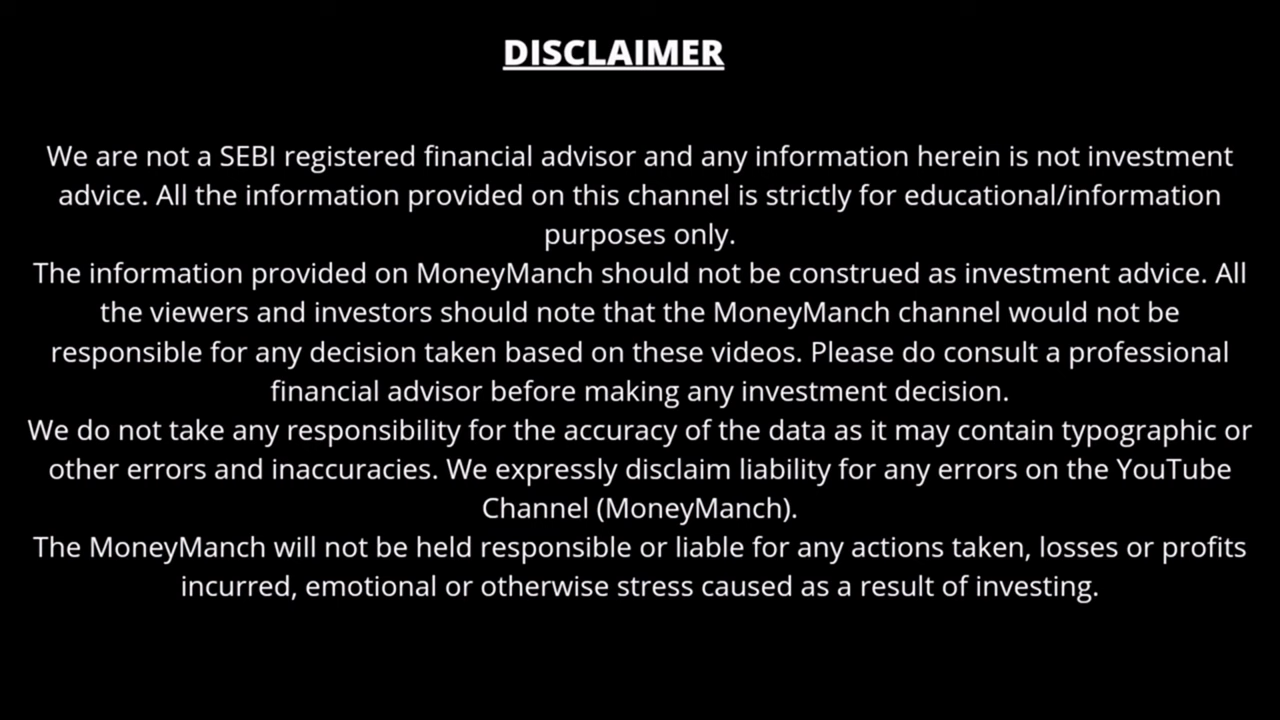 DISCLAIMER
We are not a SEBI registered financial advisor and any information herein is not investment
advice. All the information provided on this channel is strictly for educational/information
purposes only.
The information provided on MoneyManch should not be construed as investment advice. All
the viewers and investors should note that the MoneyManch channel would not be
responsible for any decision taken based on these videos. Please do consult a professional
financial advisor before making any investment decision.
We do not take any responsibility for the accuracy of the data as it may contain typographic or
other errors and inaccuracies. We expressly disclaim liability for any errors on the YouTube
Channel (MoneyManch).
The MoneyManch will not be held responsible or liable for any actions taken, losses or profits
incurred, emotional or otherwise stress caused as a result of investing.